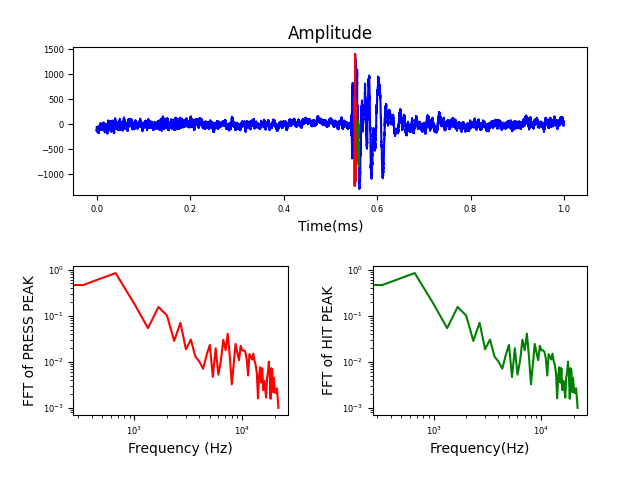 Amplitude
1500
1000
500
0
−500
−1000
0.0 0.2 0.4 0.6 0.8 1.0
Time(ms)
FFT of PRESS PEAK
10⁰
10⁻¹
10⁻²
10⁻³
10³ 10⁴
Frequency (Hz)
FFT of HIT PEAK
10⁰
10⁻¹
10⁻²
10⁻³
10³ 10⁴
Frequency(Hz)